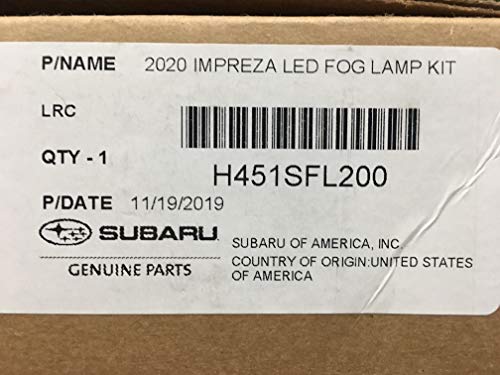 P/NAME 2020 IMPREZA LED FOG LAMP KIT
LRC
QTY - 1
H451SFL200
P/DATE 11/19/2019
SUBARU
GENUINE PARTS
SUBARU OF AMERICA, INC.
COUNTRY OF ORIGIN:UNITED STATES
OF AMERICA